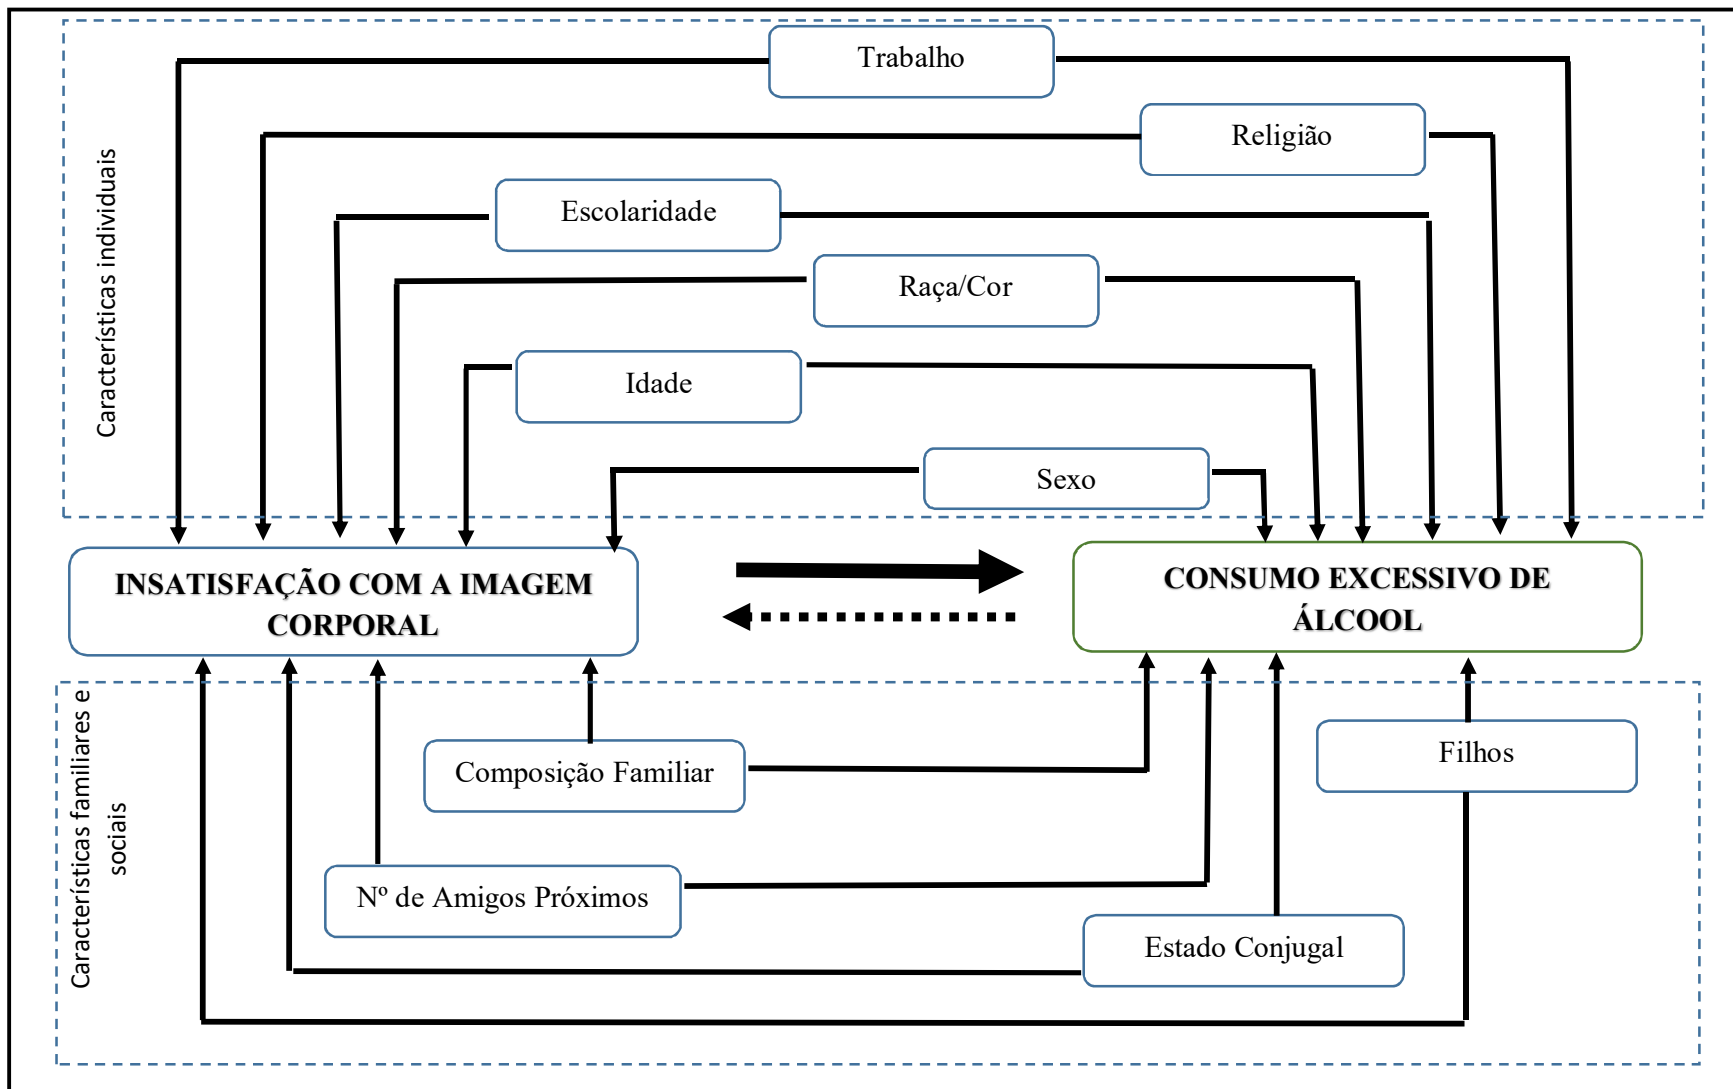 Trabalho
Religião
Escolaridade
Raça/Cor
Idade
Sexo
Características individuais
INSATISFAÇÃO COM A IMAGEM
CORPORAL
CONSUMO EXCESSIVO DE
ÁLCOOL
Características familiares e
sociais
Filhos
Composição Familiar
Nº de Amigos Próximos
Estado Conjugal